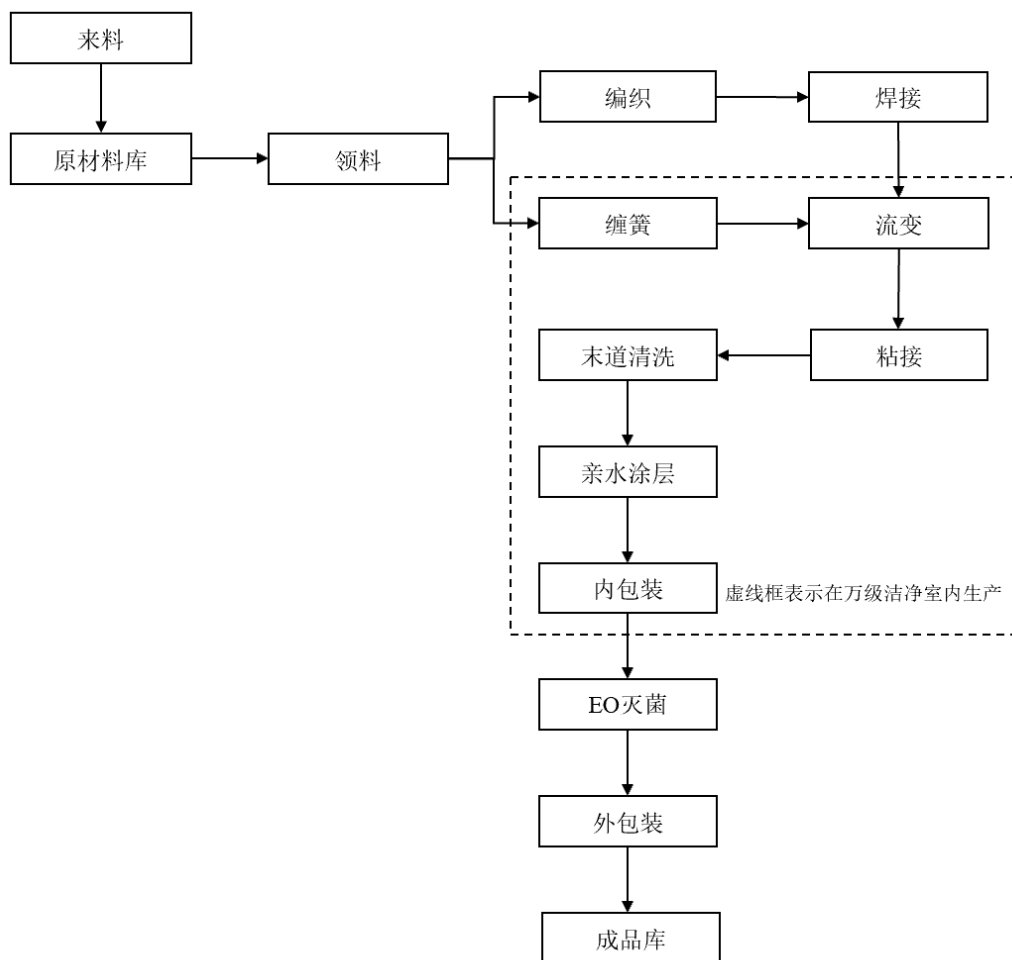 来料
原材料库
领料
编织
焊接
缠簧
流变
末道清洗
粘接
亲水涂层
内包装
虚线框表示在万级洁净室内生产
EO灭菌
外包装
成品库